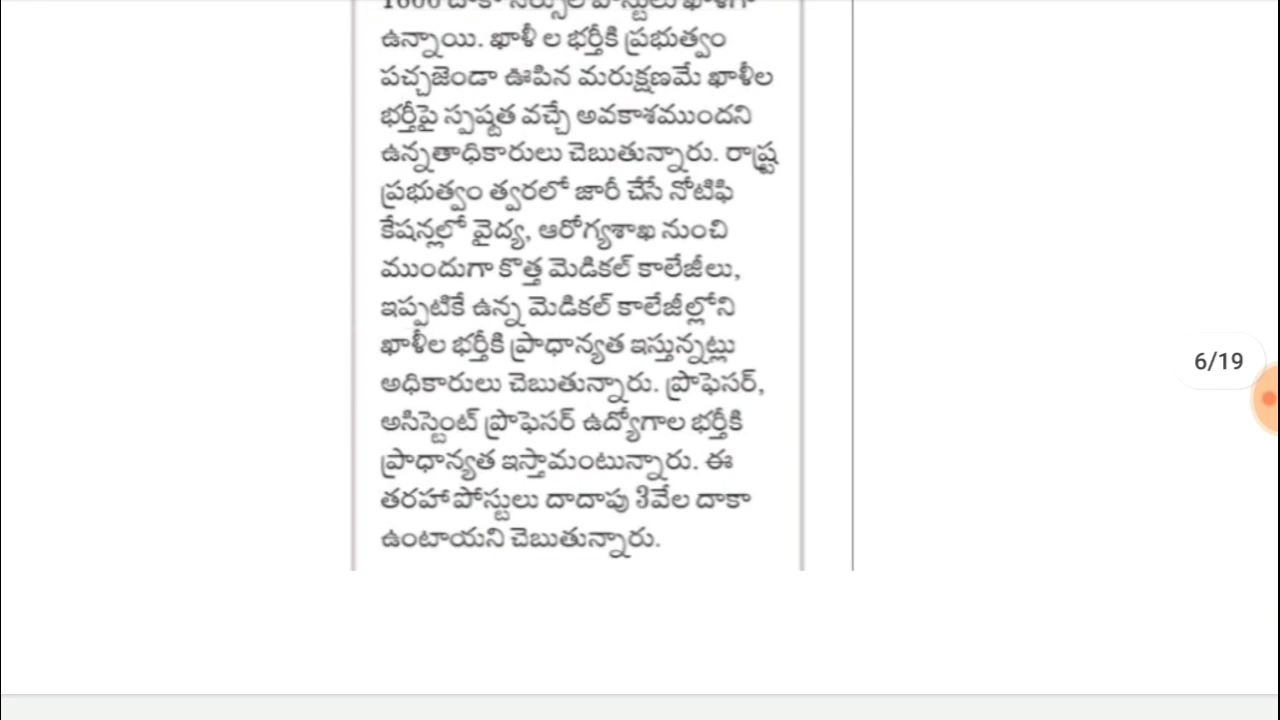 ఉన్నాయి. ఖాళీ ల భర్తీకి ప్రభుత్వం
పచ్చజెండా ఊపిన మరుక్షణమే ఖాళీల
భర్తీపై స్పష్టత వచ్చే అవకాశముందని
ఉన్నతాధికారులు చెబుతున్నారు. రాష్ట్ర
ప్రభుత్వం త్వరలో జారీ చేసే నోటిఫి
కేషన్లలో వైద్య, ఆరోగ్యశాఖ నుంచి
ముందుగా కొత్త మెడికల్ కాలేజీలు,
ఇప్పటికే ఉన్న మెడికల్ కాలేజీల్లోని
ఖాళీల భర్తీకి ప్రాధాన్యత ఇస్తున్నట్లు
అధికారులు చెబుతున్నారు. ప్రొఫెసర్,
అసిస్టెంట్ ప్రొఫెసర్ ఉద్యోగాల భర్తీకి
ప్రాధాన్యత ఇస్తామంటున్నారు. ఈ
తరహా పోస్టులు దాదాపు 3వేల దాకా
ఉంటాయని చెబుతున్నారు.
6/19